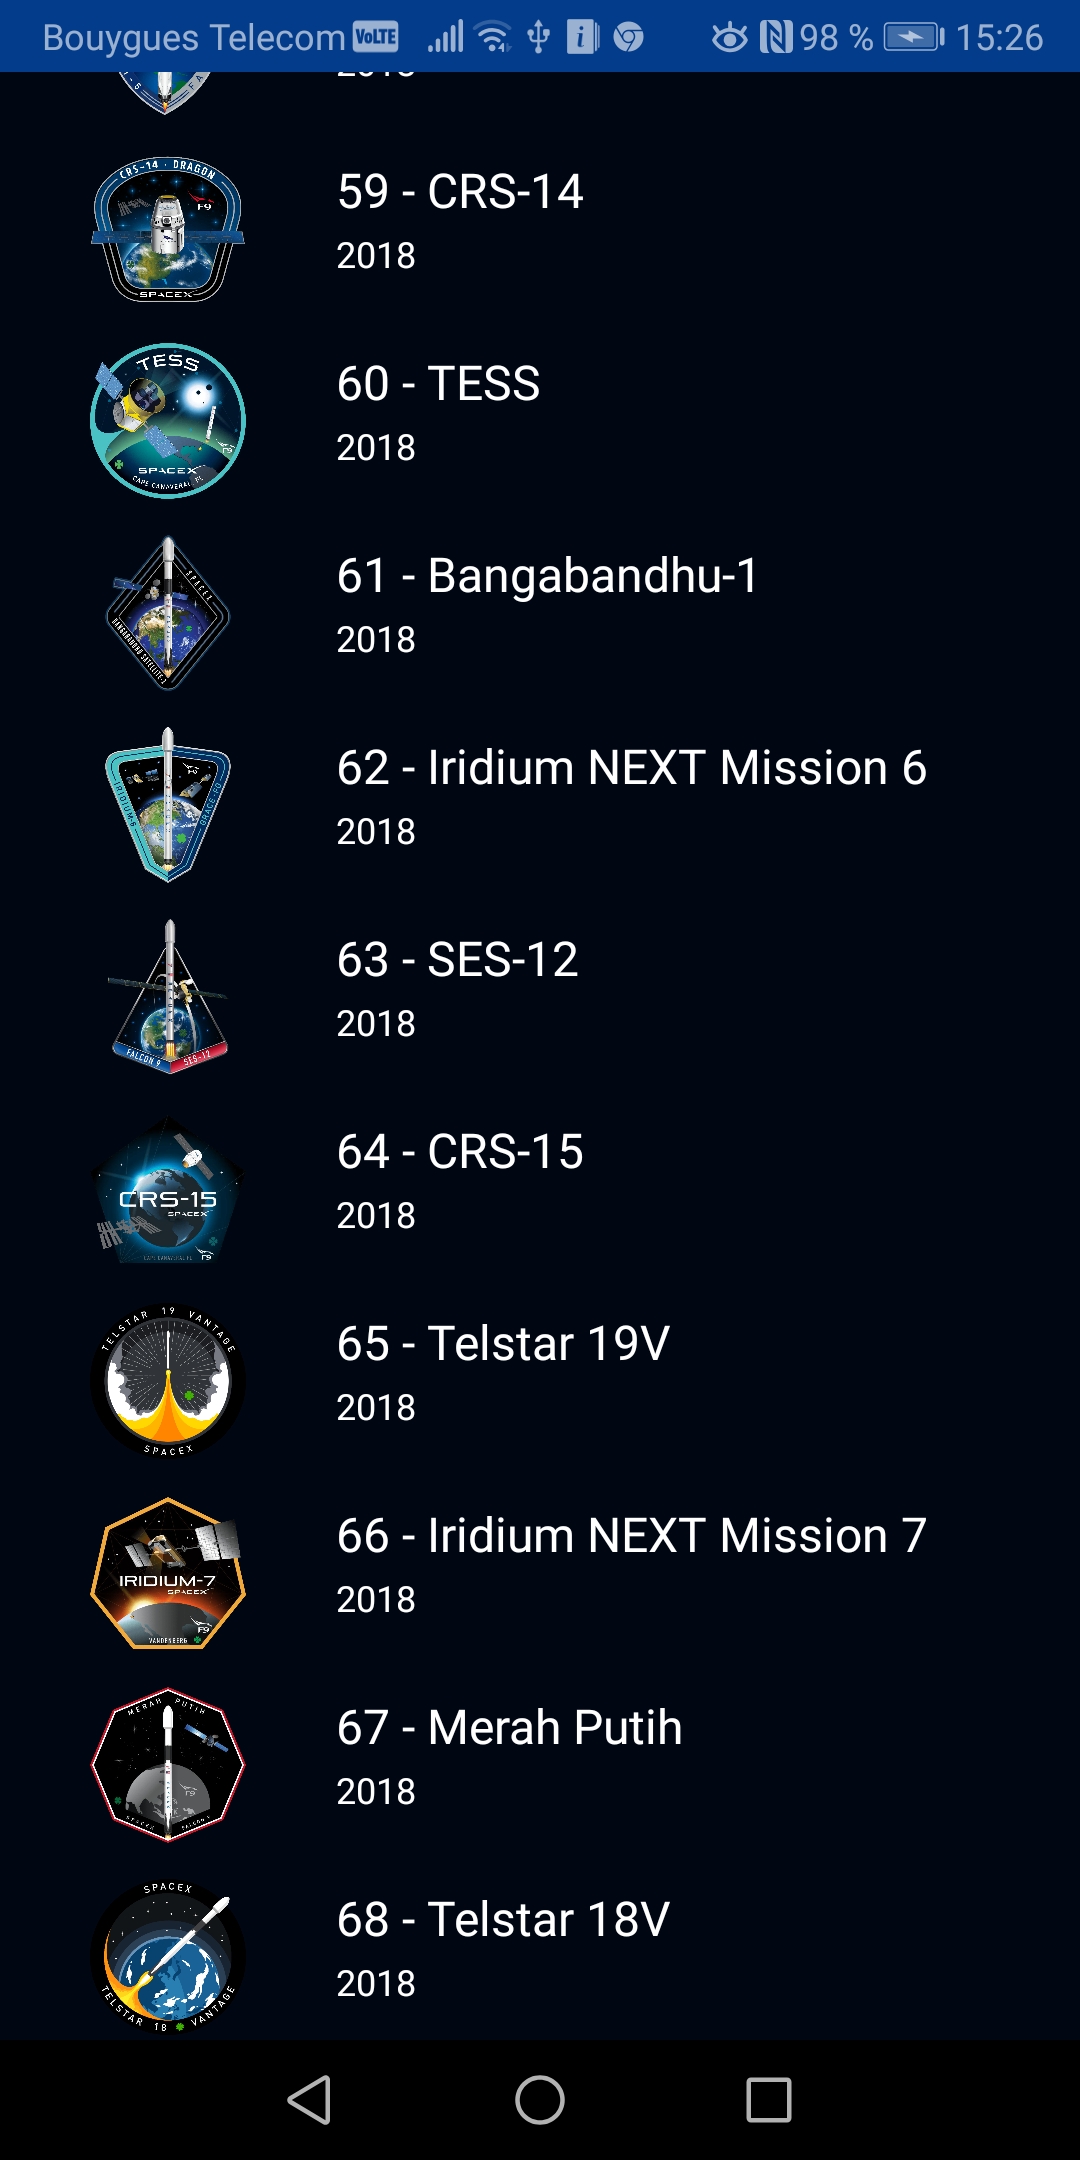 Bouygues Telecom VoLTE 98 % 15:26
59 - CRS-14
2018
CRS-14 · DRAGON
F9
SPACEX
60 - TESS
2018
TESS
F9
SPACEX
CAPE CANAVERAL FL
61 - Bangabandhu-1
2018
SPACEX
62 - Iridium NEXT Mission 6
2018
IRIDIUM-6
GRACE-FO
63 - SES-12
2018
FALCON 9
SES-12
64 - CRS-15
2018
CRS-15
SPACEX
F9
65 - Telstar 19V
2018
TELSTAR 19 VANTAGE
SPACEX
66 - Iridium NEXT Mission 7
2018
IRIDIUM-7
SPACEX
F9
VANDENBERG
67 - Merah Putih
2018
MERAH PUTIH
F9
68 - Telstar 18V
2018
SPACEX
TELSTAR 18 VANTAGE